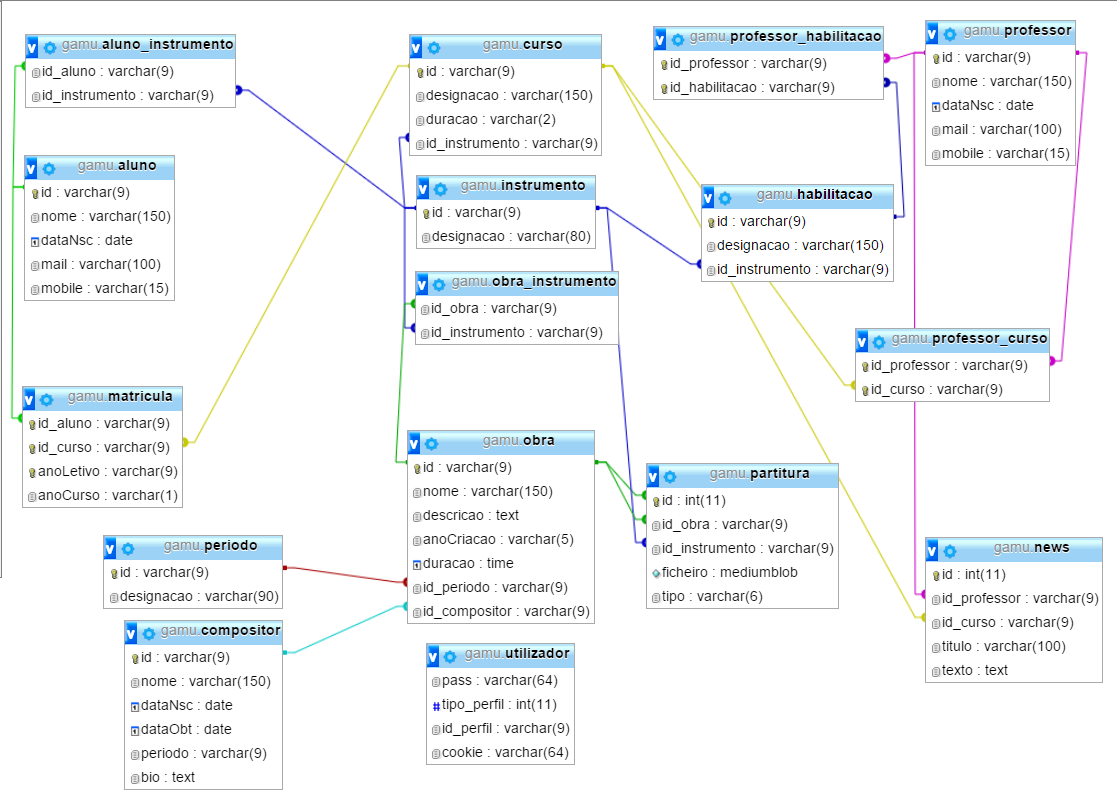 gamu.aluno_instrumento
id_aluno : varchar(9)
id_instrumento : varchar(9)
gamu.aluno
id : varchar(9)
nome : varchar(150)
dataNsc : date
mail : varchar(100)
mobile : varchar(15)
gamu.matricula
id_aluno : varchar(9)
id_curso : varchar(9)
anoLetivo : varchar(9)
anoCurso : varchar(1)
gamu.periodo
id : varchar(9)
designacao : varchar(90)
gamu.compositor
id : varchar(9)
nome : varchar(150)
dataNsc : date
dataObt : date
periodo : varchar(9)
bio : text
gamu.curso
id : varchar(9)
designacao : varchar(150)
duracao : varchar(2)
id_instrumento : varchar(9)
gamu.instrumento
id : varchar(9)
designacao : varchar(80)
gamu.obra_instrumento
id_obra : varchar(9)
id_instrumento : varchar(9)
gamu.obra
id : varchar(9)
nome : varchar(150)
descricao : text
anoCriacao : varchar(5)
duracao : time
id_periodo : varchar(9)
id_compositor : varchar(9)
gamu.utilizador
pass : varchar(64)
tipo_perfil : int(11)
id_perfil : varchar(9)
cookie : varchar(64)
gamu.professor_habilitacao
id_professor : varchar(9)
id_habilitacao : varchar(9)
gamu.habilitacao
id : varchar(9)
designacao : varchar(150)
id_instrumento : varchar(9)
gamu.partitura
id : int(11)
id_obra : varchar(9)
id_instrumento : varchar(9)
ficheiro : mediumblob
tipo : varchar(6)
gamu.professor
id : varchar(9)
nome : varchar(150)
dataNsc : date
mail : varchar(100)
mobile : varchar(15)
gamu.professor_curso
id_professor : varchar(9)
id_curso : varchar(9)
gamu.news
id : int(11)
id_professor : varchar(9)
id_curso : varchar(9)
titulo : varchar(100)
texto : text